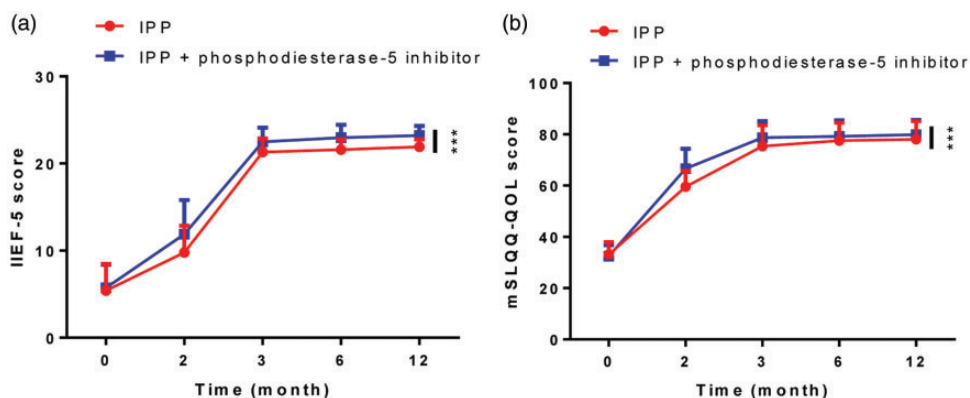 (a)
IPP
IPP + phosphodiesterase-5 inhibitor
30
20
10
0
IIEF-5 score
***
0 2 3 6 12
Time (month)
(b)
IPP
IPP + phosphodiesterase-5 inhibitor
100
80
60
40
20
0
mSLQQ-QOL score
***
0 2 3 6 12
Time (month)